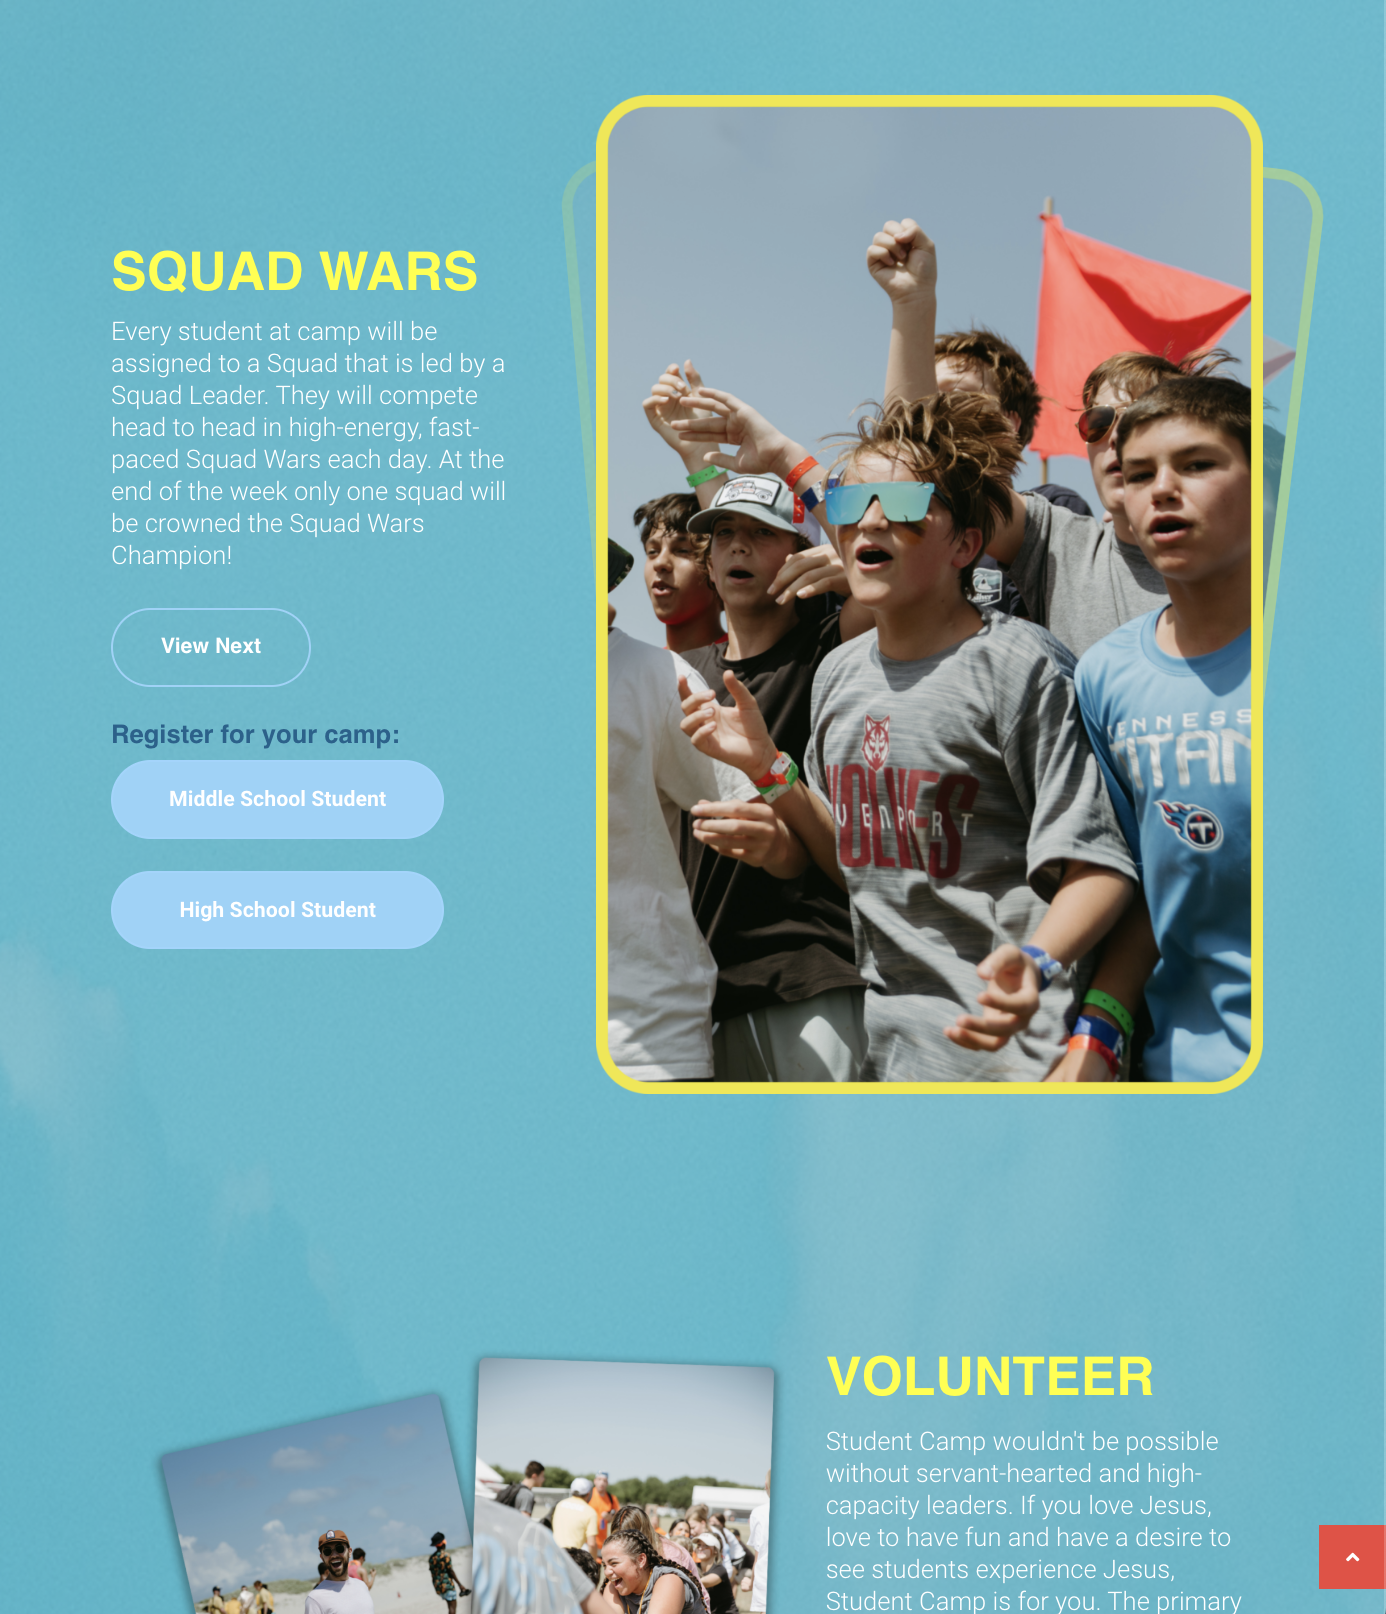 SQUAD WARS
Every student at camp will be
assigned to a Squad that is led by a
Squad Leader. They will compete
head to head in high-energy, fast-
paced Squad Wars each day. At the
end of the week only one squad will
be crowned the Squad Wars
Champion!
View Next
Register for your camp:
Middle School Student
High School Student
WOLVES
VENPORT
ENNESS
TITAN
T
VOLUNTEER
Student Camp wouldn't be possible
without servant-hearted and high-
capacity leaders. If you love Jesus,
love to have fun and have a desire to
see students experience Jesus,
Student Camp is for you. The primary